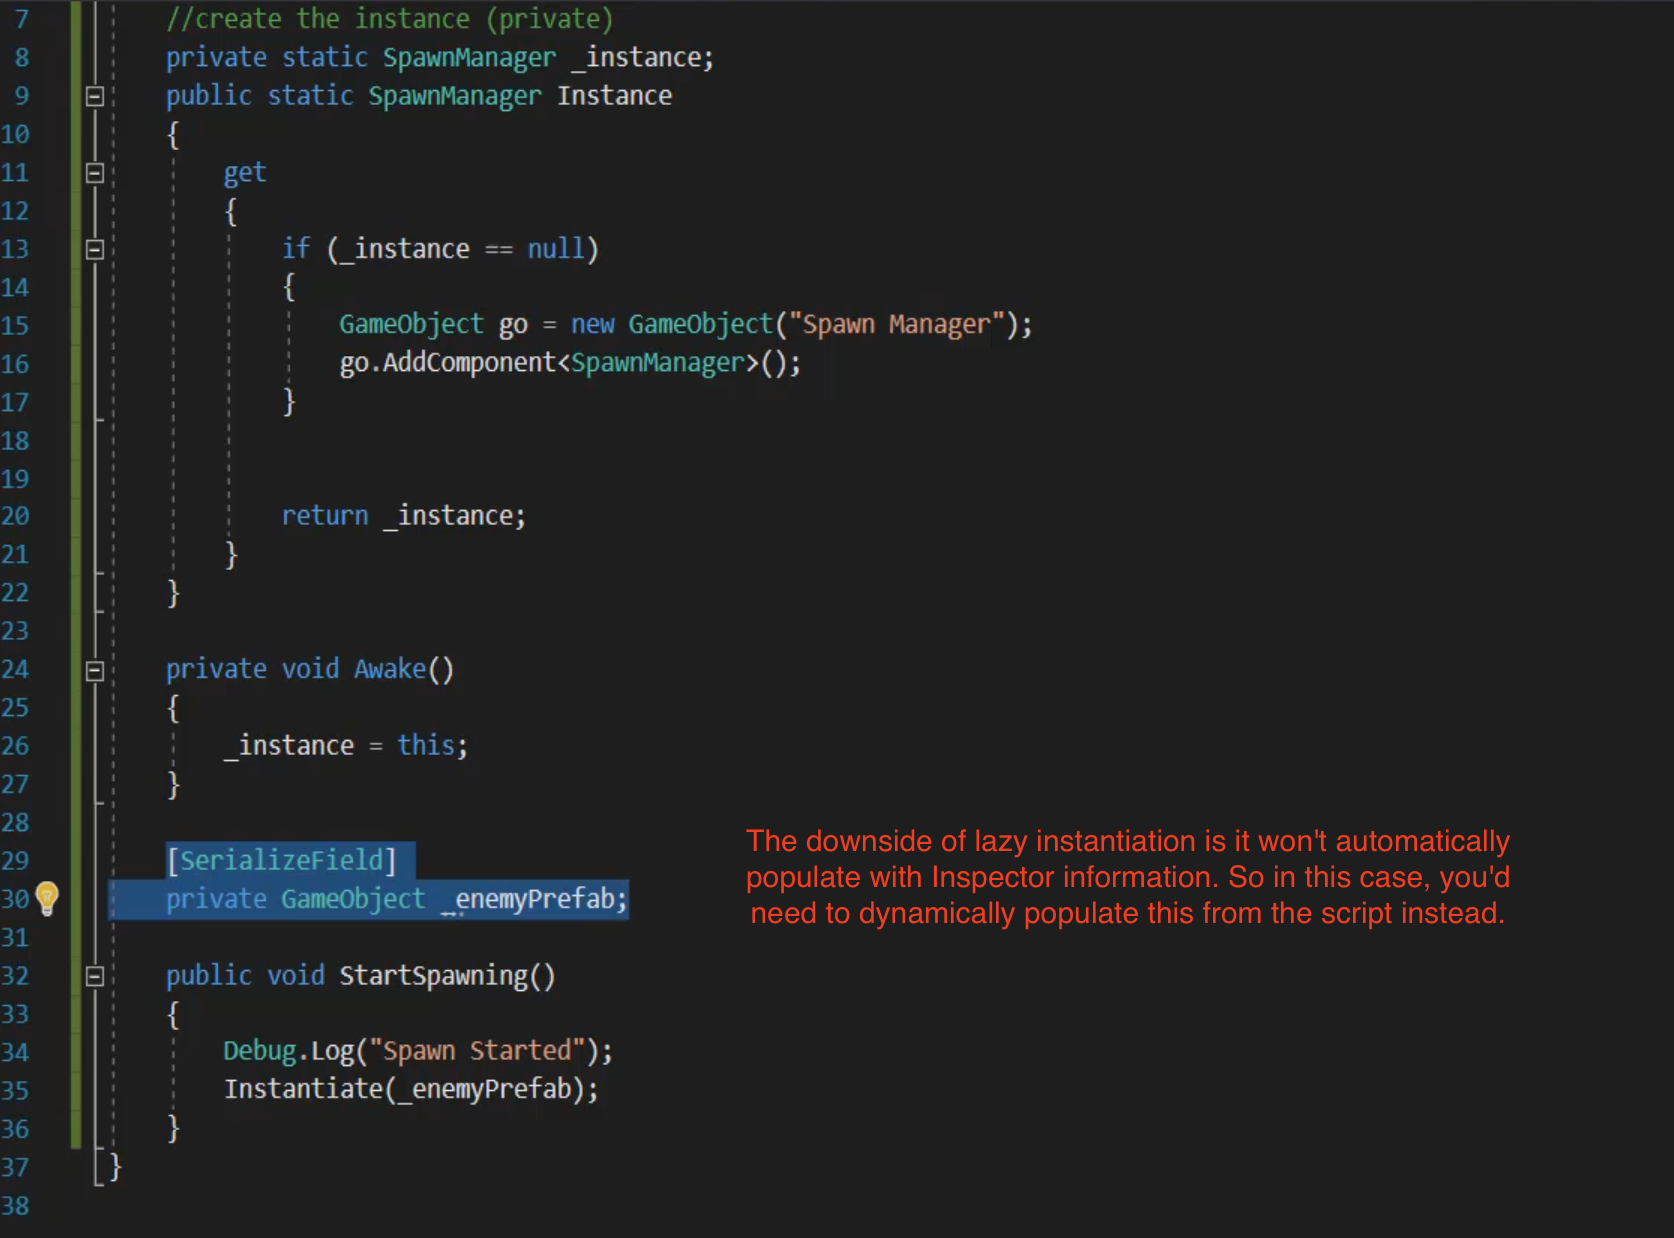 7 //create the instance (private)
8 private static SpawnManager _instance;
9 public static SpawnManager Instance
10 {
11 get
12 {
13 if (_instance == null)
14 {
15 GameObject go = new GameObject("Spawn Manager");
16 go.AddComponent<SpawnManager>();
17 }
18
19
20 return _instance;
21 }
22 }
23
24 private void Awake()
25 {
26 _instance = this;
27 }
28
29 [SerializeField]
30 private GameObject _enemyPrefab;
31
32 public void StartSpawning()
33 {
34 Debug.Log("Spawn Started");
35 Instantiate(_enemyPrefab);
36 }
37 }
38
The downside of lazy instantiation is it won't automatically
populate with Inspector information. So in this case, you'd
need to dynamically populate this from the script instead.